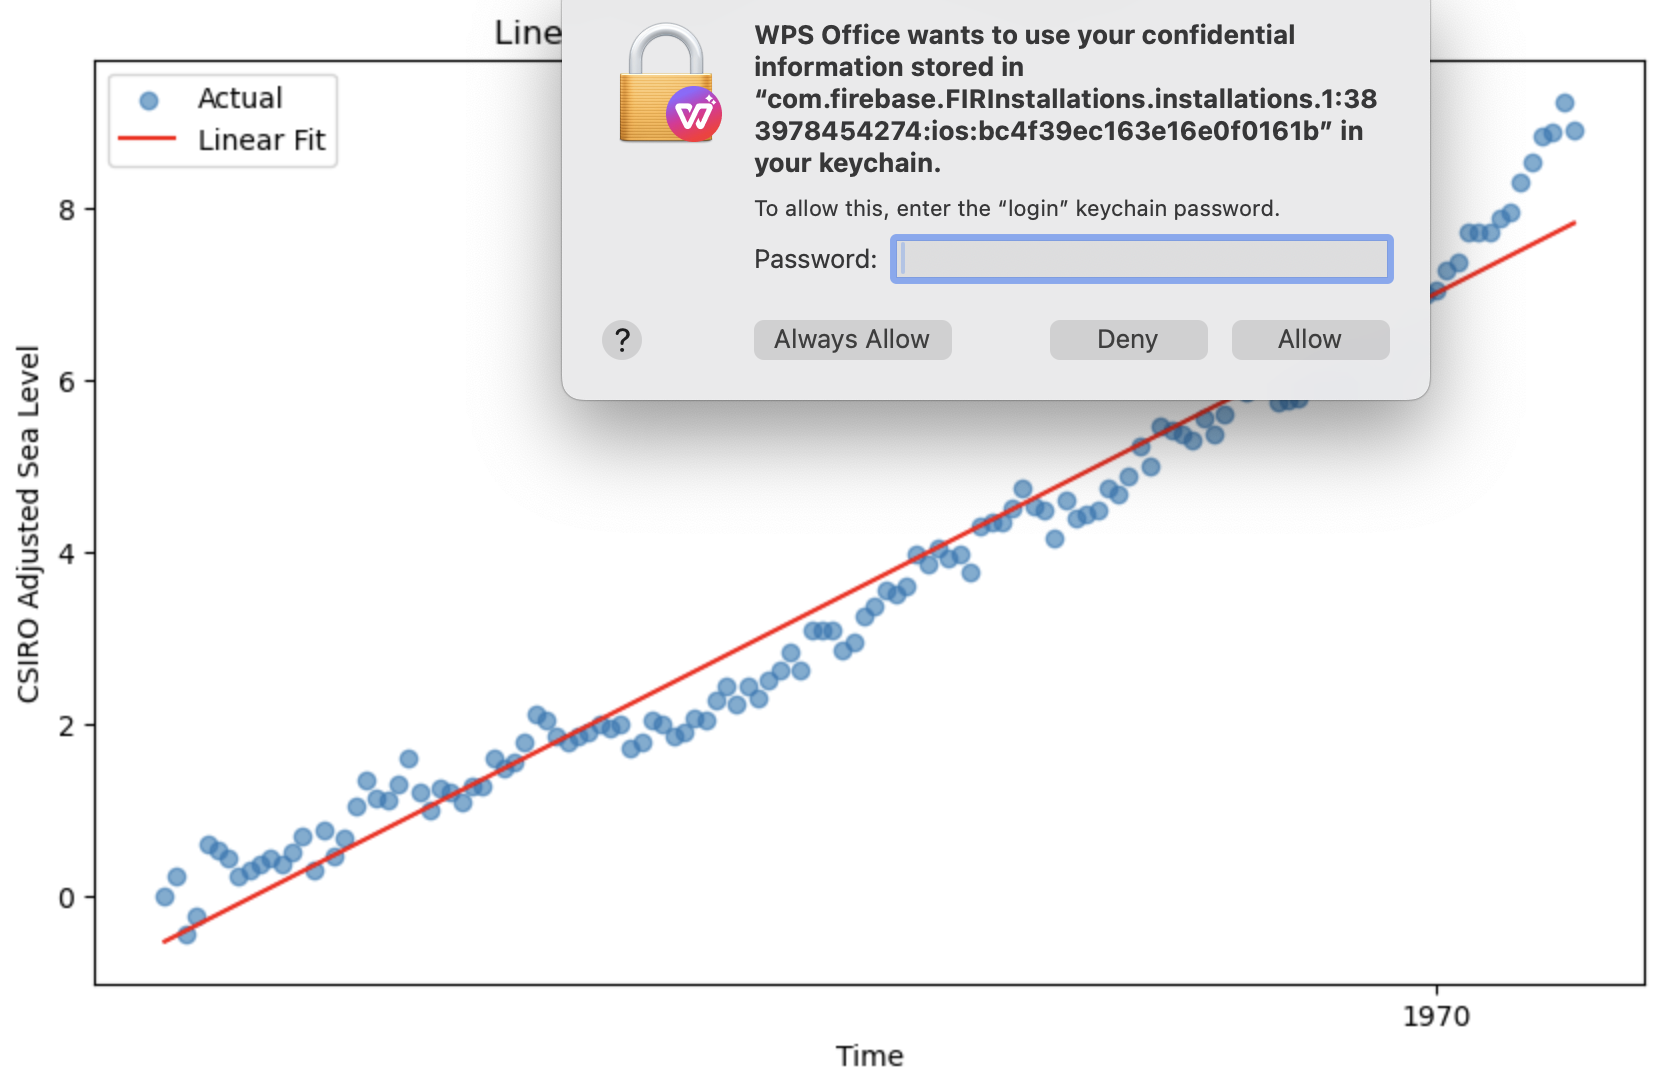 Line
Actual
Linear Fit
WPS Office wants to use your confidential
information stored in
“com.firebase.FIRInstallations.installations.1:38
3978454274:ios:bc4f39ec163e16e0f0161b” in
your keychain.
To allow this, enter the “login” keychain password.
Password:
?
Always Allow
Deny
Allow
8
6
4
2
0
CSIRO Adjusted Sea Level
1970
Time